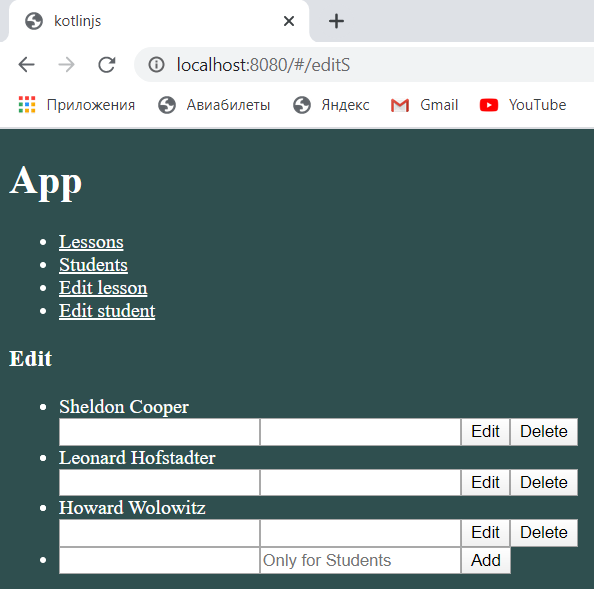 kotlinjs
localhost:8080/#/editS
Приложения Авиабилеты Яндекс Gmail YouTube
App
Lessons
Students
Edit lesson
Edit student
Edit
Sheldon Cooper
Edit Delete
Leonard Hofstadter
Edit Delete
Howard Wolowitz
Edit Delete
Only for Students Add